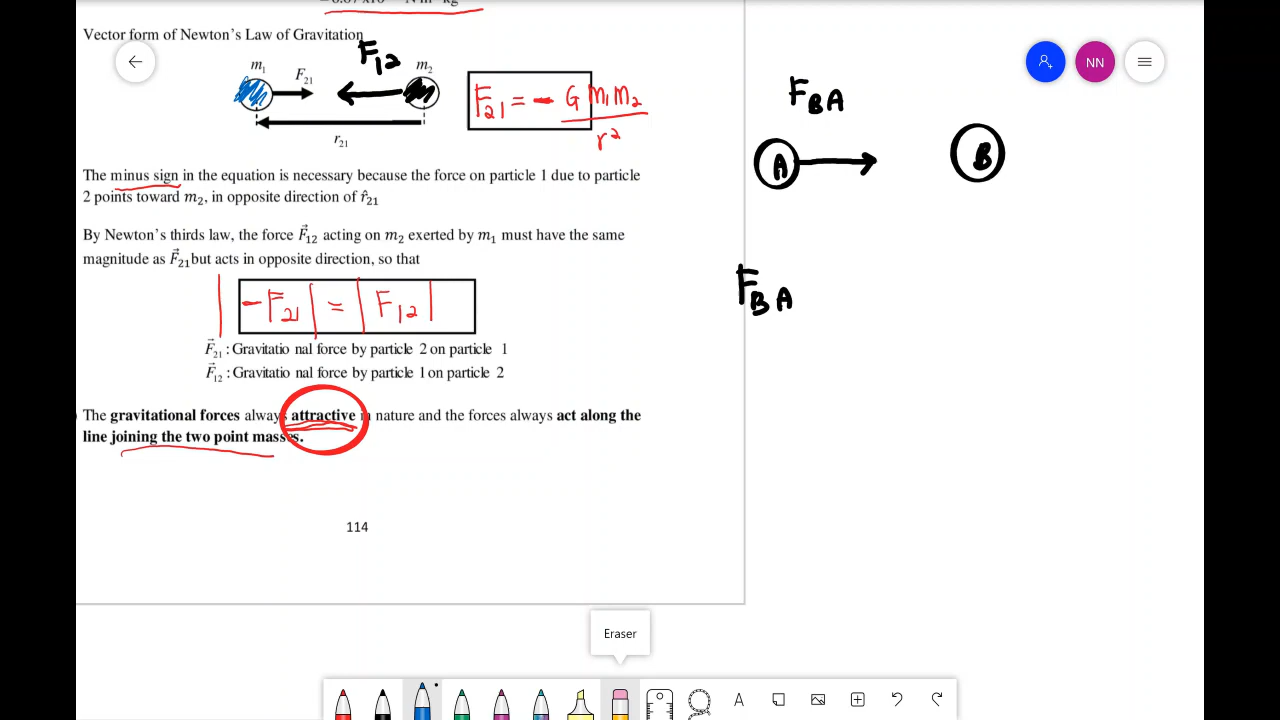 Vector form of Newton's Law of Gravitation
F12
m1 F21 m2
r21
F21 = - G m1 m2 / r²
The minus sign in the equation is necessary because the force on particle 1 due to particle
2 points toward m2, in opposite direction of r̂21
By Newton's thirds law, the force F⃗12 acting on m2 exerted by m1 must have the same
magnitude as F⃗21 but acts in opposite direction, so that
|-F21| = |F12|
F⃗21 : Gravitatio nal force by particle 2 on particle 1
F⃗12 : Gravitatio nal force by particle 1 on particle 2
The gravitational forces always attractive in nature and the forces always act along the
line joining the two point masses.
114
NN
FBA
A B
FBA
Eraser
A